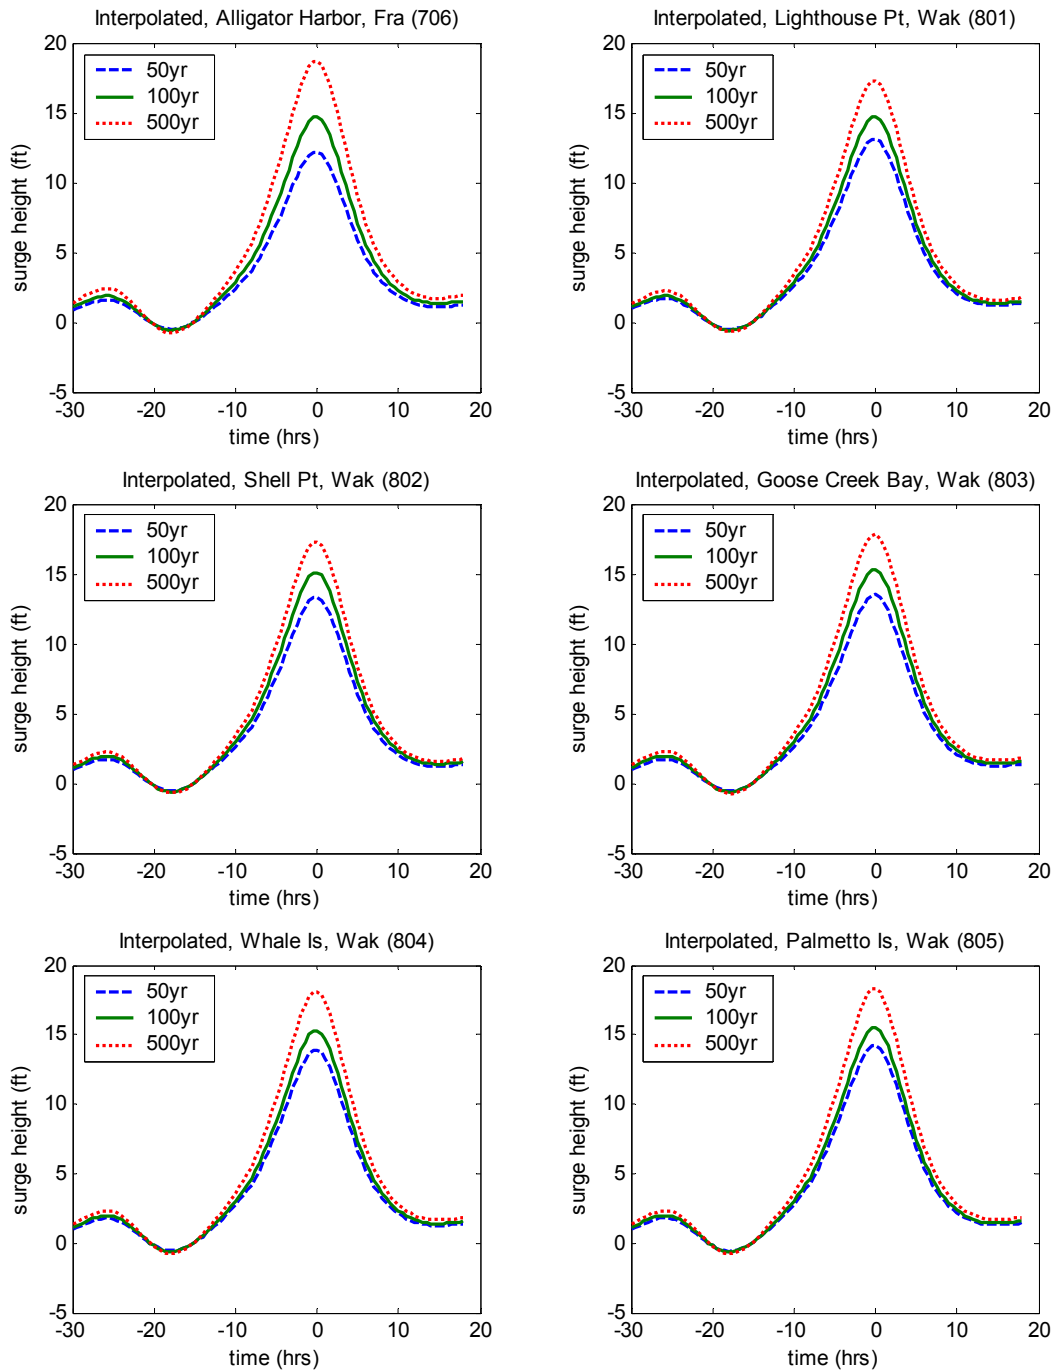 Interpolated, Alligator Harbor, Fra (706)
20
15
10
5
0
-5
surge height (ft)
50yr
100yr
500yr
-30 -20 -10 0 10 20
time (hrs)
Interpolated, Lighthouse Pt, Wak (801)
20
15
10
5
0
-5
surge height (ft)
50yr
100yr
500yr
-30 -20 -10 0 10 20
time (hrs)
Interpolated, Shell Pt, Wak (802)
20
15
10
5
0
-5
surge height (ft)
50yr
100yr
500yr
-30 -20 -10 0 10 20
time (hrs)
Interpolated, Goose Creek Bay, Wak (803)
20
15
10
5
0
-5
surge height (ft)
50yr
100yr
500yr
-30 -20 -10 0 10 20
time (hrs)
Interpolated, Whale Is, Wak (804)
20
15
10
5
0
-5
surge height (ft)
50yr
100yr
500yr
-30 -20 -10 0 10 20
time (hrs)
Interpolated, Palmetto Is, Wak (805)
20
15
10
5
0
-5
surge height (ft)
50yr
100yr
500yr
-30 -20 -10 0 10 20
time (hrs)